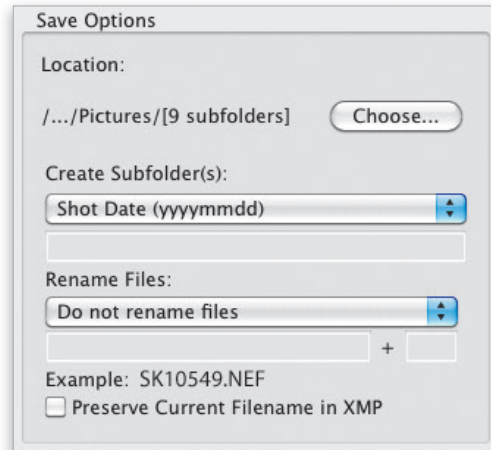 Save Options
Location:
/.../Pictures/[9 subfolders] Choose...
Create Subfolder(s):
Shot Date (yyyymmdd)
Rename Files:
Do not rename files
+
Example: SK10549.NEF
Preserve Current Filename in XMP